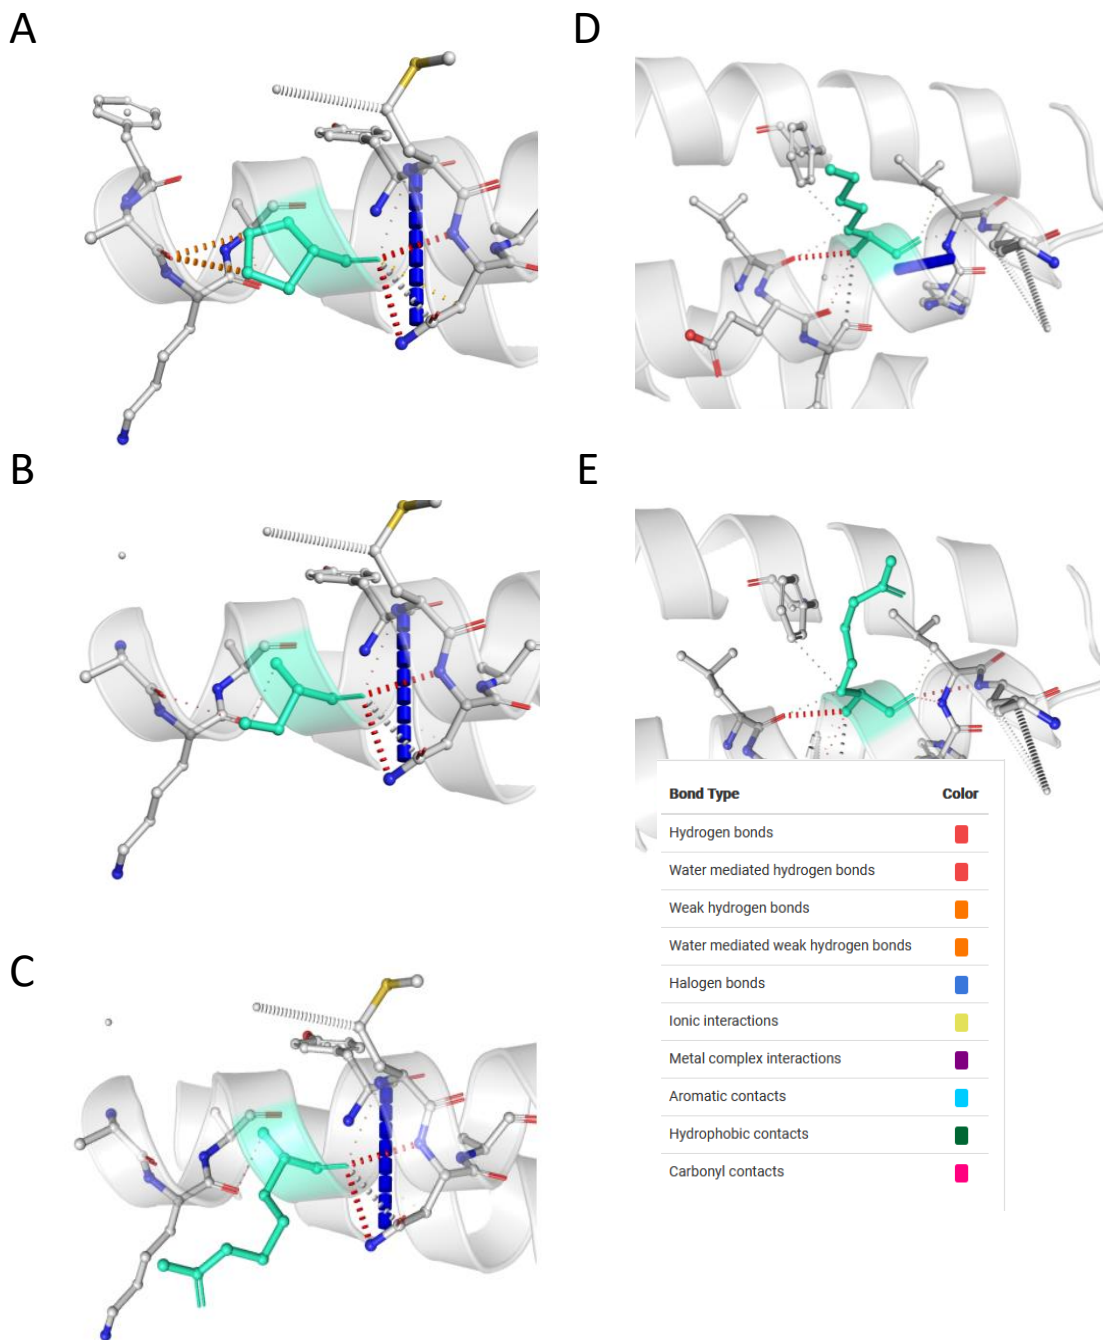 A
D
B
E
C
Bond Type Color
Hydrogen bonds
Water mediated hydrogen bonds
Weak hydrogen bonds
Water mediated weak hydrogen bonds
Halogen bonds
Ionic interactions
Metal complex interactions
Aromatic contacts
Hydrophobic contacts
Carbonyl contacts